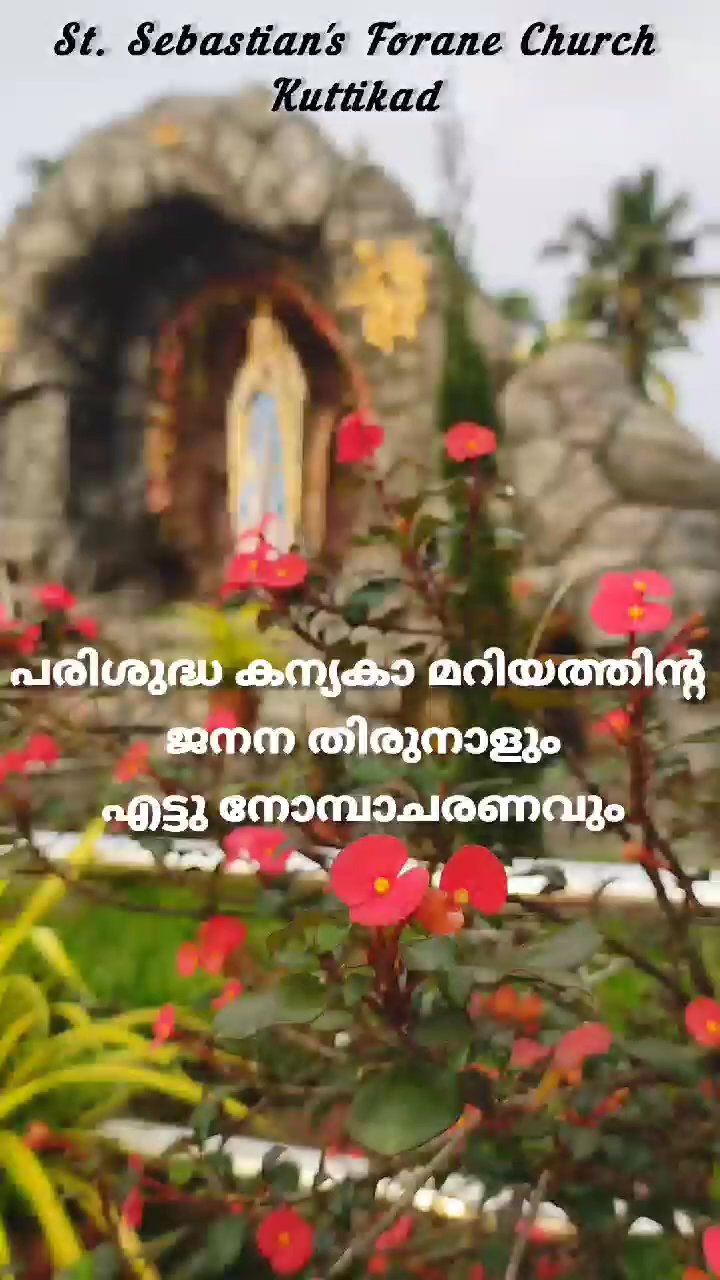 St. Sebastian's Forane Church
Kuttikad
പരിശുദ്ധ കന്യകാ മറിയത്തിന്റ
ജനന തിരുനാളും
എട്ടു നോമ്പാചരണവും